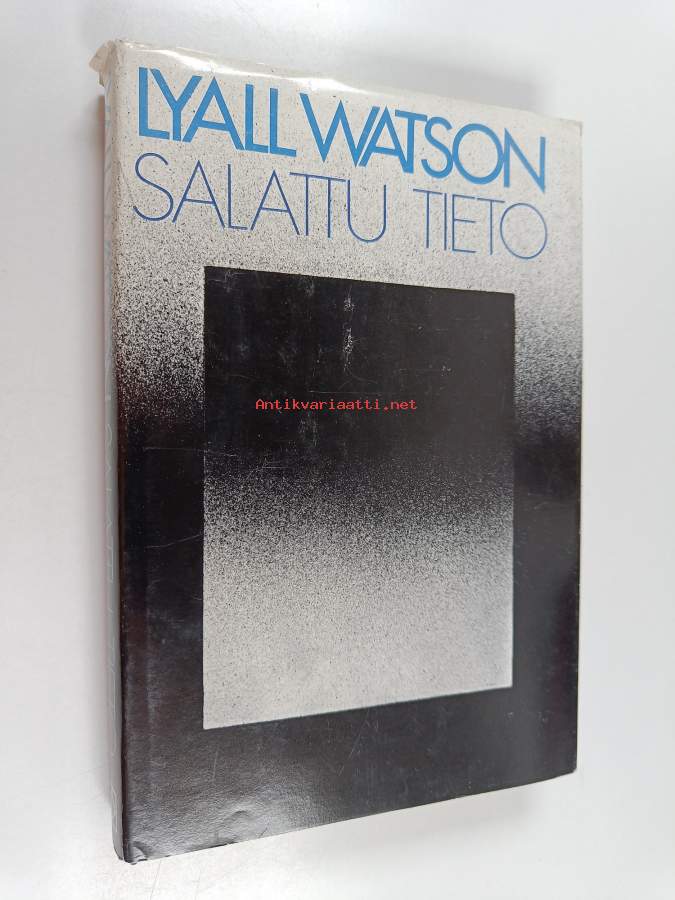 LYALL WATSON
SALATTU TIETO
Antikvariaatti.net